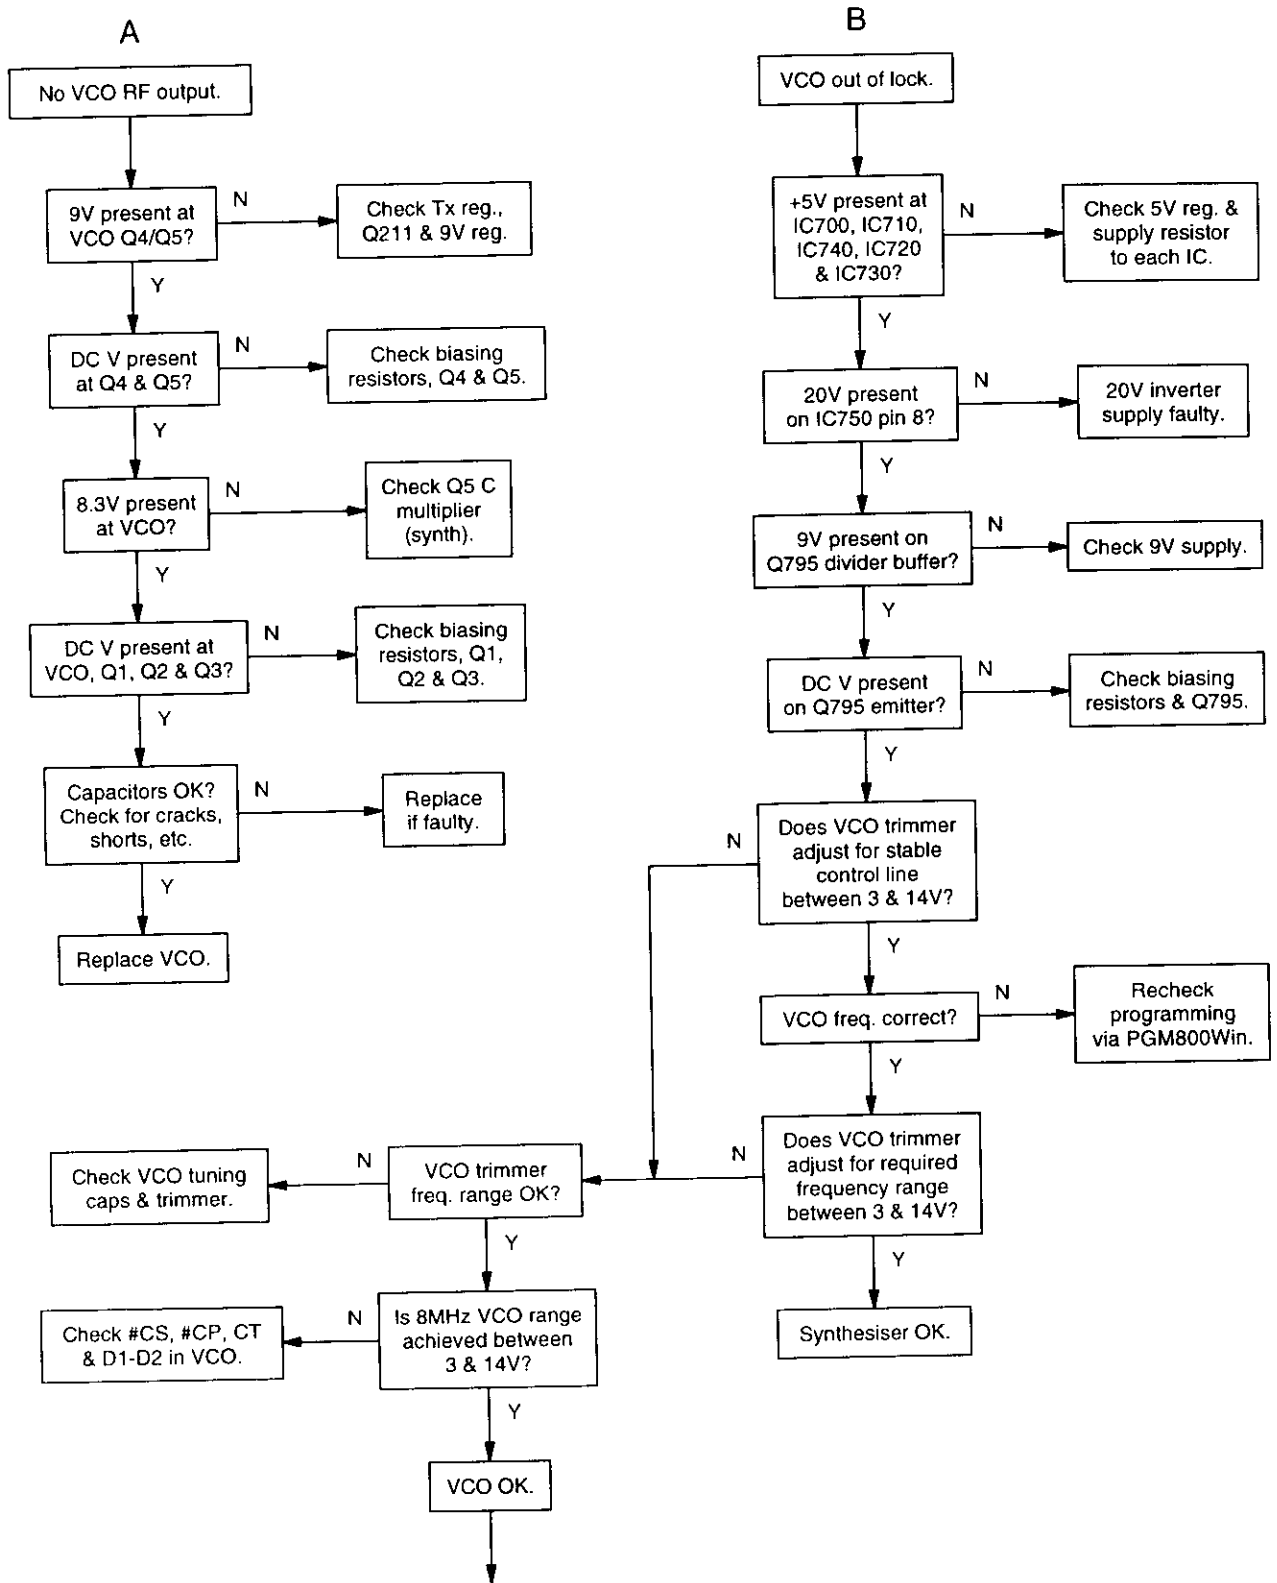 A
No VCO RF output.
9V present at
VCO Q4/Q5?
N
Check Tx reg.,
Q211 & 9V reg.
Y
DC V present
at Q4 & Q5?
N
Check biasing
resistors, Q4 & Q5.
Y
8.3V present
at VCO?
N
Check Q5 C
multiplier
(synth).
Y
DC V present at
VCO, Q1, Q2 & Q3?
N
Check biasing
resistors, Q1,
Q2 & Q3.
Y
Capacitors OK?
Check for cracks,
shorts, etc.
N
Replace
if faulty.
Y
Replace VCO.
B
VCO out of lock.
+5V present at
IC700, IC710,
IC740, IC720
& IC730?
N
Check 5V reg. &
supply resistor
to each IC.
Y
20V present
on IC750 pin 8?
N
20V inverter
supply faulty.
Y
9V present on
Q795 divider buffer?
N
Check 9V supply.
Y
DC V present
on Q795 emitter?
N
Check biasing
resistors & Q795.
Y
Does VCO trimmer
adjust for stable
control line
between 3 & 14V?
N
Y
VCO freq. correct?
N
Recheck
programming
via PGM800Win.
Y
Does VCO trimmer
adjust for required
frequency range
between 3 & 14V?
N
Y
Synthesiser OK.
VCO trimmer
freq. range OK?
N
Check VCO tuning
caps & trimmer.
Y
Is 8MHz VCO range
achieved between
3 & 14V?
N
Check #CS, #CP, CT
& D1-D2 in VCO.
Y
VCO OK.